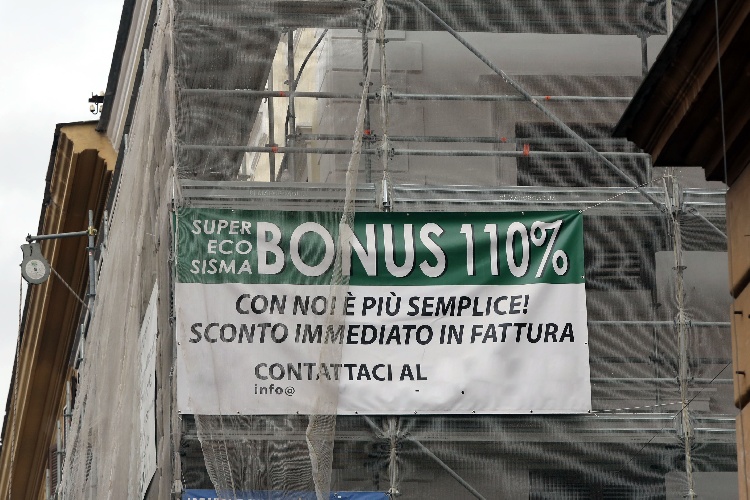 SUPER
ECO
SISMA
BONUS 110%
CON NOI È PIÙ SEMPLICE!
SCONTO IMMEDIATO IN FATTURA
CONTATTACI AL
info@